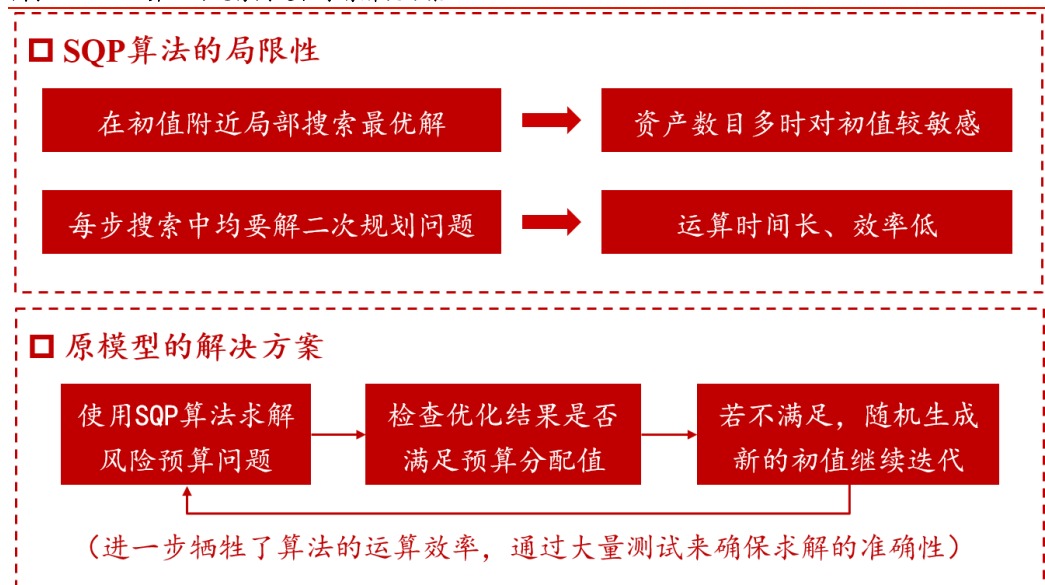 SQP算法的局限性
在初值附近局部搜索最优解
资产数目多时对初值较敏感
每步搜索中均要解二次规划问题
运算时间长、效率低
原模型的解决方案
使用SQP算法求解
风险预算问题
检查优化结果是否
满足预算分配值
若不满足，随机生成
新的初值继续迭代
（进一步牺牲了算法的运算效率，通过大量测试来确保求解的准确性）